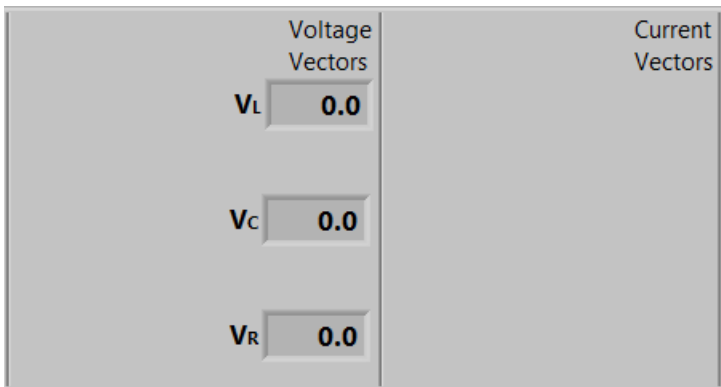 Voltage
Vectors
VL 0.0
VC 0.0
VR 0.0
Current
Vectors